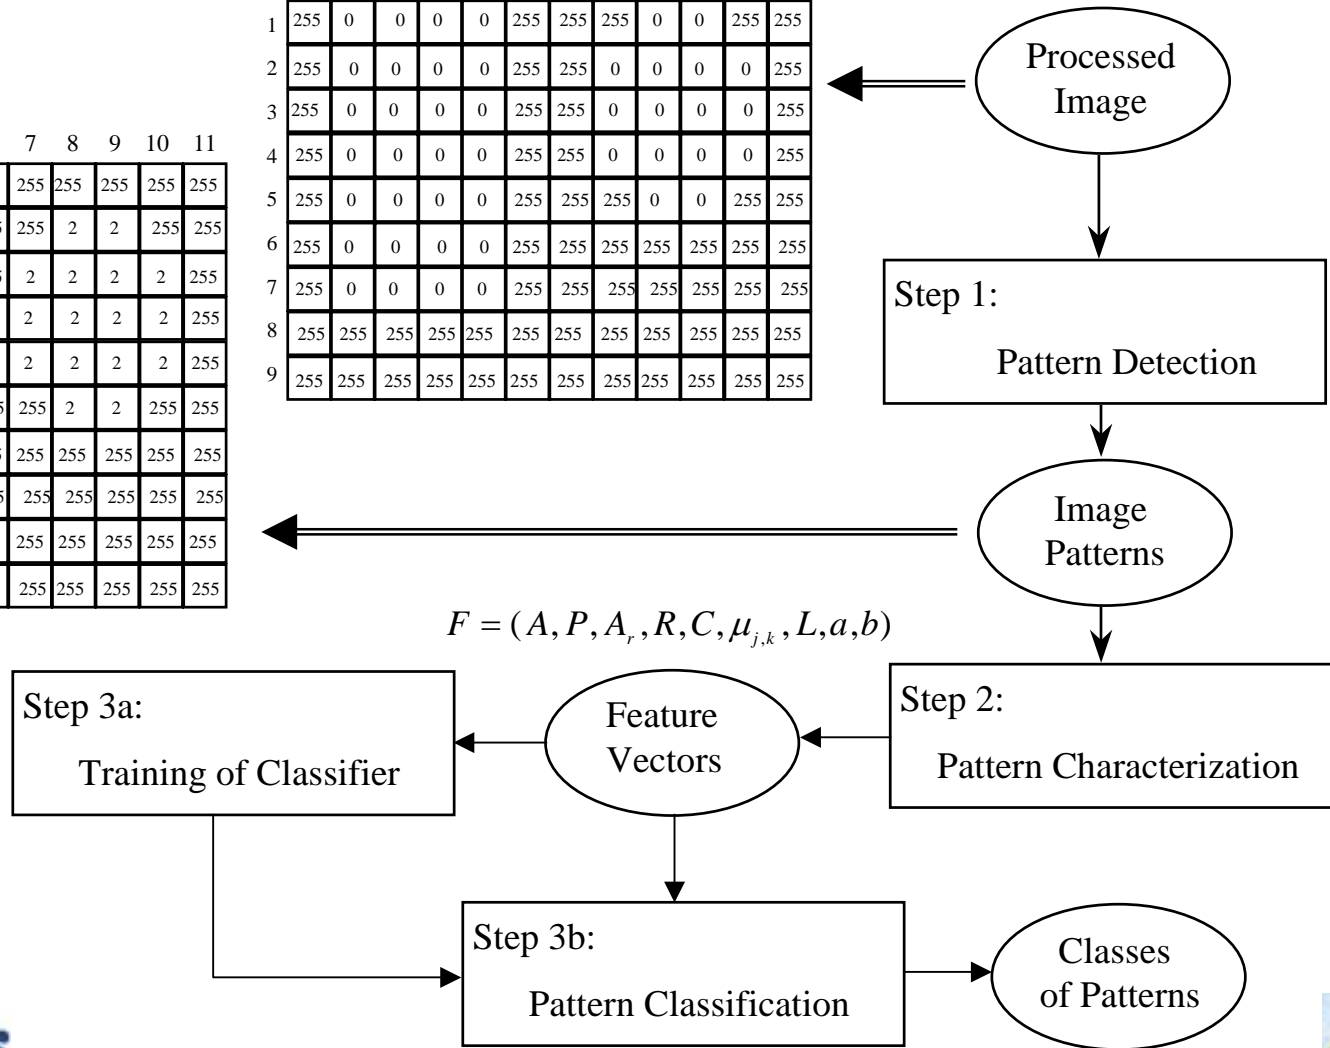 1 255 0 0 0 0 255 255 255 0 0 255 255
2 255 0 0 0 0 255 255 0 0 0 0 255
3 255 0 0 0 0 255 255 0 0 0 0 255
4 255 0 0 0 0 255 255 0 0 0 0 255
5 255 0 0 0 0 255 255 255 0 0 255 255
6 255 0 0 0 0 255 255 255 255 255 255 255
7 255 0 0 0 0 255 255 255 255 255 255 255
8 255 255 255 255 255 255 255 255 255 255 255 255
9 255 255 255 255 255 255 255 255 255 255 255 255
7 8 9 10 11
255 255 255 255 255
255 2 2 255 255
2 2 2 2 255
2 2 2 2 255
2 2 2 2 255
255 2 2 255 255
255 255 255 255 255
255 255 255 255 255
255 255 255 255 255
255 255 255 255 255
Processed
Image
Step 1:
Pattern Detection
Image
Patterns
F = (A, P, A_r, R, C, μ_{j,k}, L, a, b)
Step 2:
Pattern Characterization
Feature
Vectors
Step 3a:
Training of Classifier
Step 3b:
Pattern Classification
Classes
of Patterns